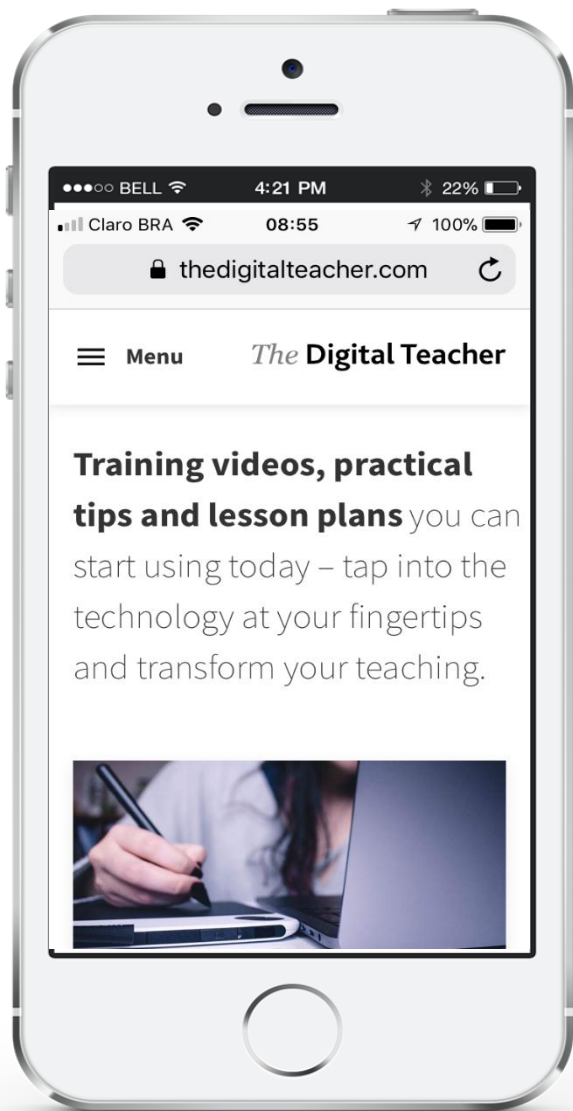 BELL 4:21 PM 22%
Claro BRA 08:55 100%
thedigitalteacher.com
Menu The Digital Teacher
Training videos, practical
tips and lesson plans you can
start using today – tap into the
technology at your fingertips
and transform your teaching.